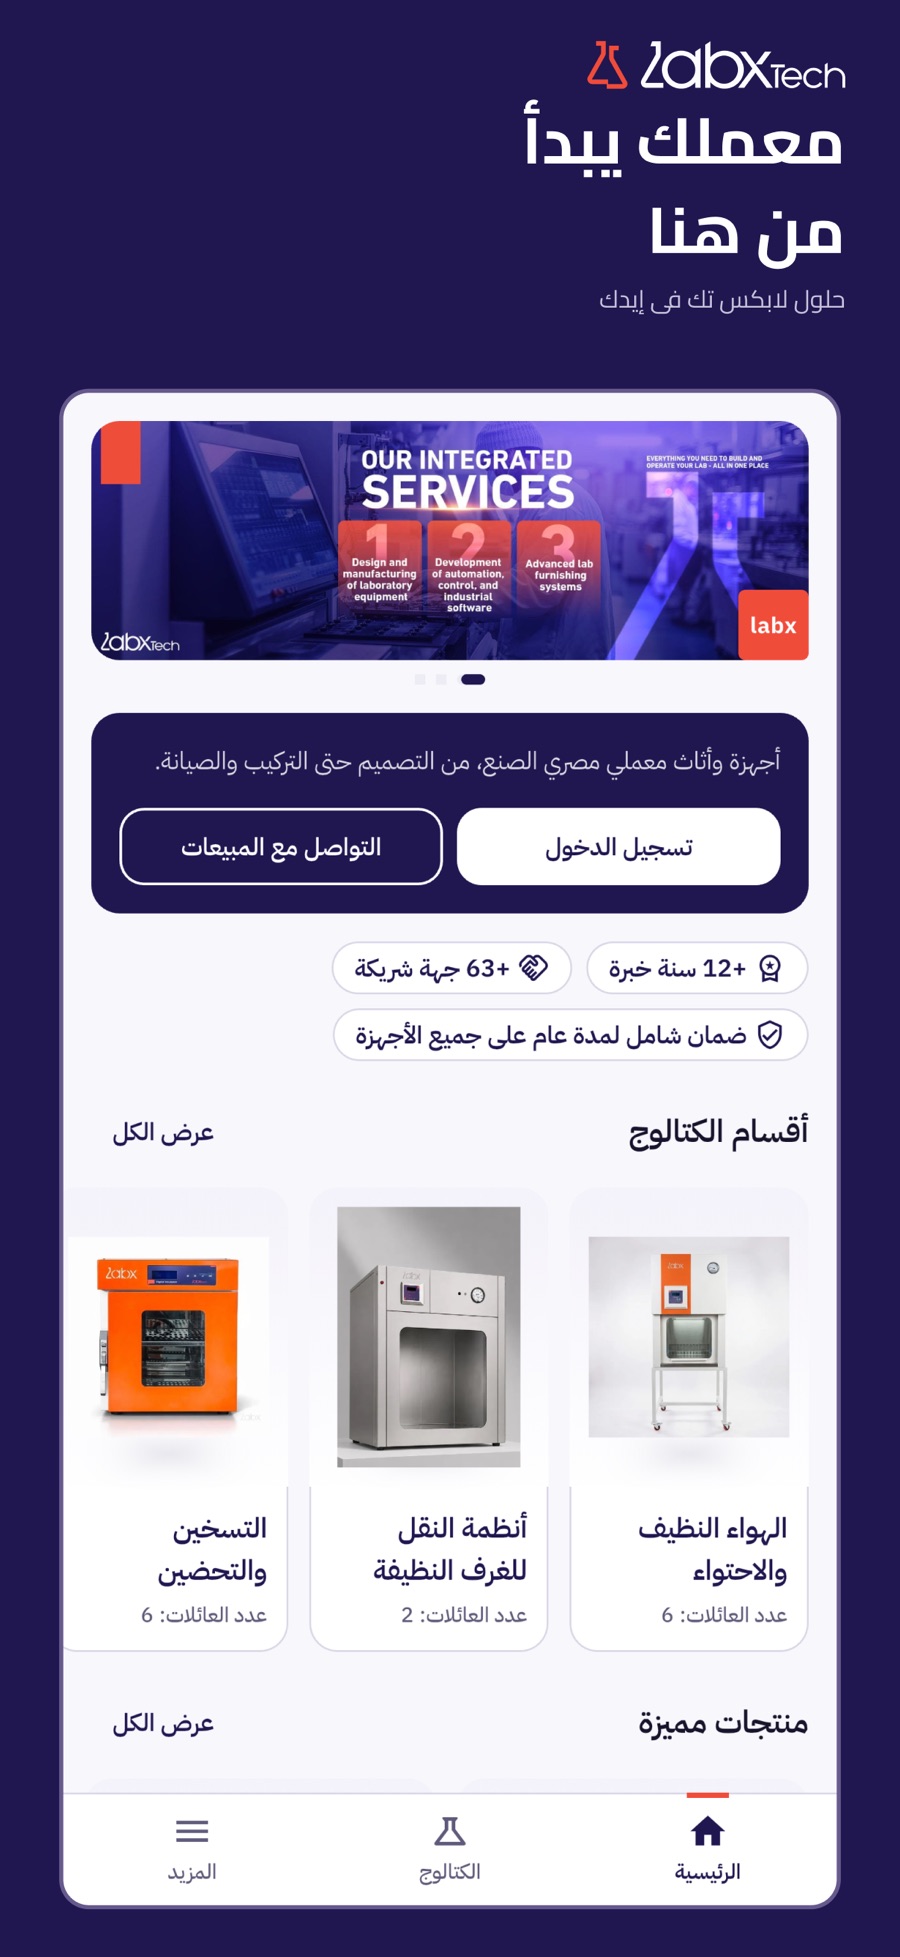 LabxTech
معملك يبدأ
من هنا
حلول لابكس تك في إيدك
OUR INTEGRATED
SERVICES
EVERYTHING YOU NEED TO BUILD AND
OPERATE YOUR LAB - ALL IN ONE PLACE
1
Design and
manufacturing
of laboratory
equipment
2
Development
of automation,
control, and
industrial
software
3
Advanced lab
furnishing
systems
labx
LabxTech
أجهزة وأثاث معملي مصري الصنع، من التصميم حتى التركيب والصيانة.
تسجيل الدخول
التواصل مع المبيعات
+12 سنة خبرة
+63 جهة شريكة
ضمان شامل لمدة عام على جميع الأجهزة
أقسام الكتالوج
عرض الكل
Labx
labx
Labx
الهواء النظيف
والاحتواء
عدد العائلات: 6
أنظمة النقل
للغرف النظيفة
عدد العائلات: 2
التسخين
والتحضين
عدد العائلات: 6
منتجات مميزة
عرض الكل
الرئيسية
الكتالوج
المزيد